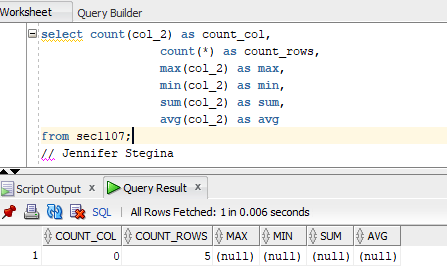 Worksheet Query Builder
select count(col_2) as count_col,
count(*) as count_rows,
max(col_2) as max,
min(col_2) as min,
sum(col_2) as sum,
avg(col_2) as avg
from sec1107;
// Jennifer Stegina
Script Output x Query Result x
SQL | All Rows Fetched: 1 in 0.006 seconds
COUNT_COL COUNT_ROWS MAX MIN SUM AVG
1 0 5 (null) (null) (null) (null)